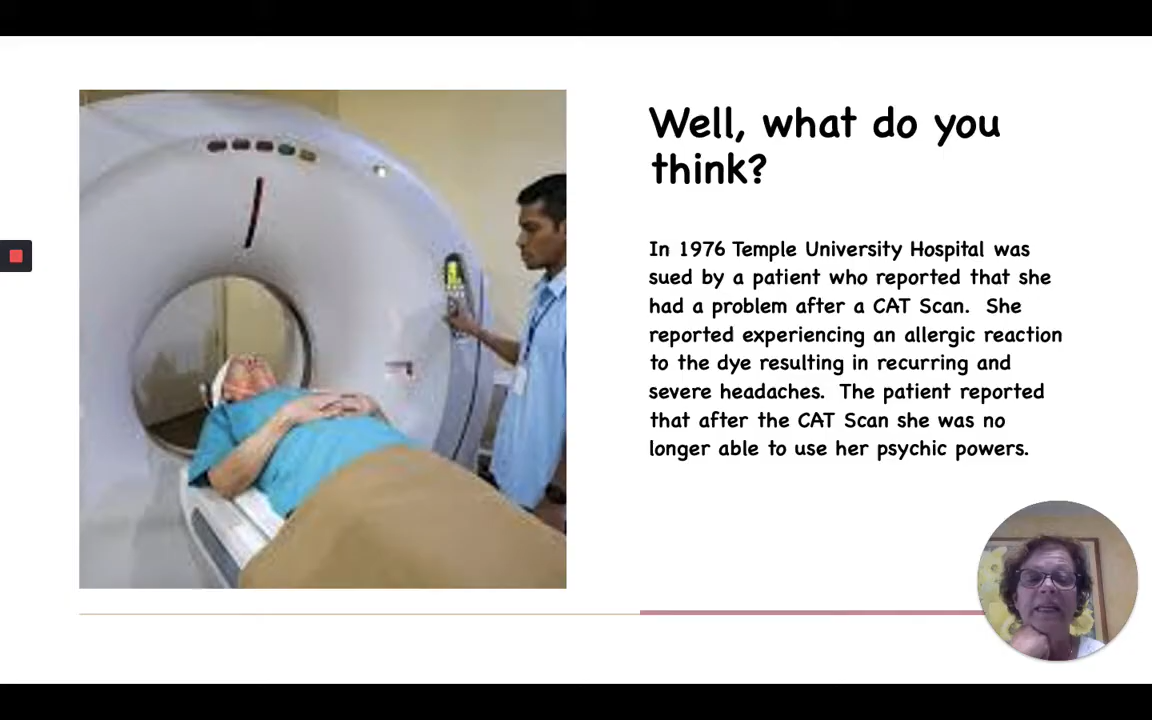 Well, what do you
think?
In 1976 Temple University Hospital was
sued by a patient who reported that she
had a problem after a CAT Scan.  She
reported experiencing an allergic reaction
to the dye resulting in recurring and
severe headaches.  The patient reported
that after the CAT Scan she was no
longer able to use her psychic powers.